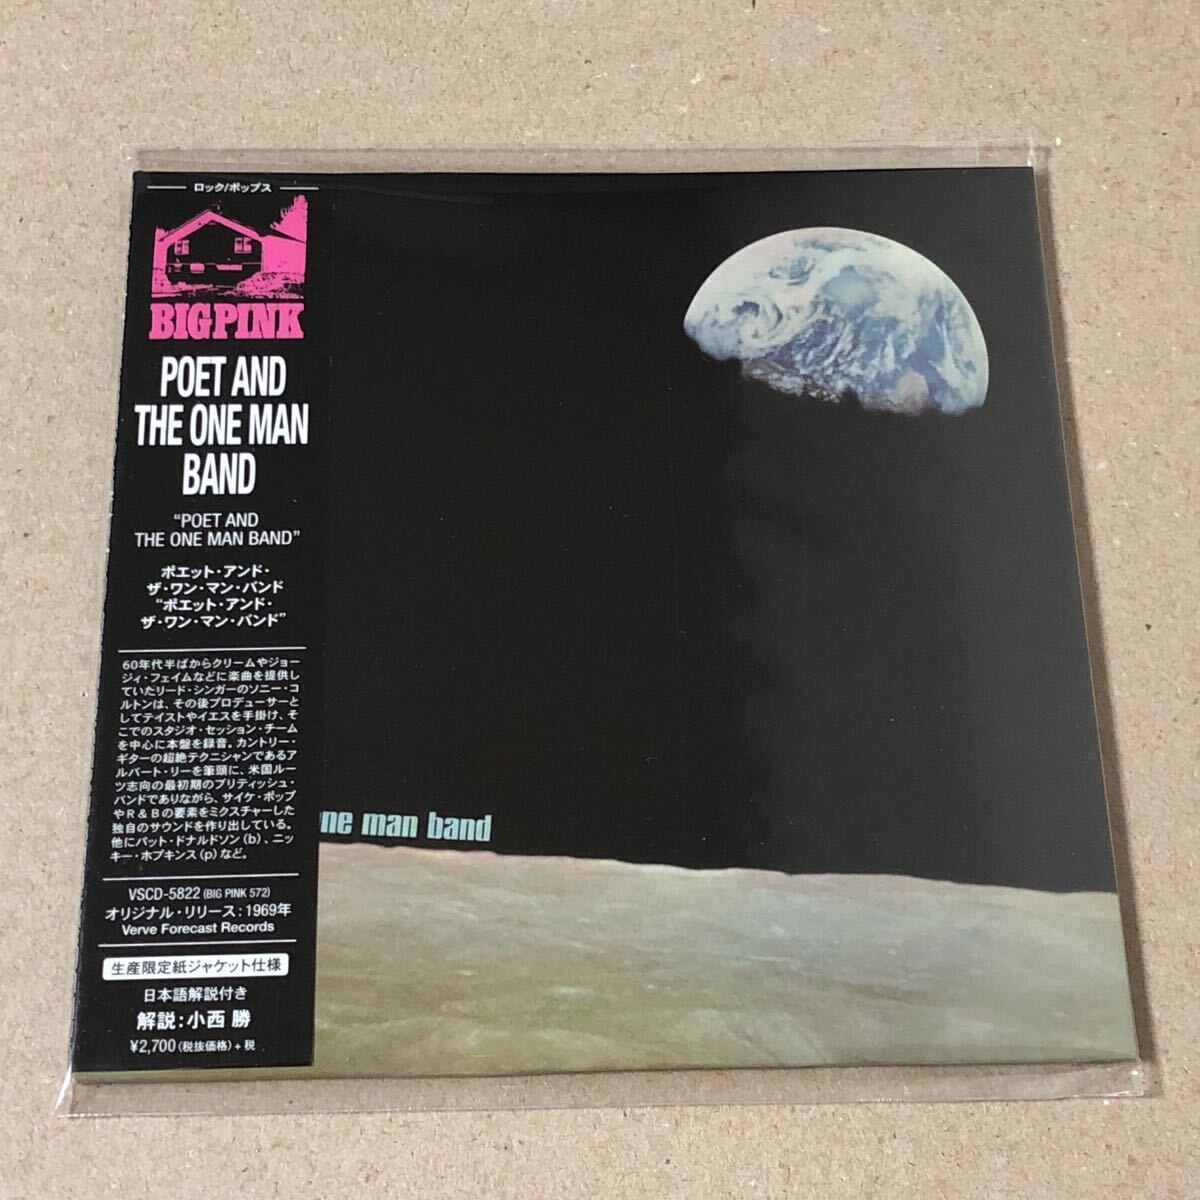 ロック/ポップス
BIGPINK
POET AND
THE ONE MAN
BAND
“POET AND
THE ONE MAN BAND”
ポエット・アンド・
ザ・ワン・マン・バンド
“ポエット・アンド・
ザ・ワン・マン・バンド”
60年代半ばからクリームやジョー
ジィ・フェイムなどに楽曲を提供し
ていたリード・シンガーのソニー・コ
ルトンは、その後プロデューサーと
してテイストやイエスを手掛け、そ
こでのスタジオ・セッション・チーム
を中心に本盤を録音。カントリー・
ギターの超絶テクニシャンであるア
ルバート・リーを筆頭に、米国ルー
ツ志向の最初期のブリティッシュ・
バンドでありながら、サイケ・ポップ
やR&Bの要素をミクスチャーした
独自のサウンドを作り出している。
他にパット・ドナルドソン(b)、ニッ
キー・ホプキンス(p)など。
VSCD-5822 (BIG PINK 572)
オリジナル・リリース:1969年
Verve Forecast Records
生産限定紙ジャケット仕様
日本語解説付き
解説:小西 勝
¥2,700(税抜価格)+税
ne man band